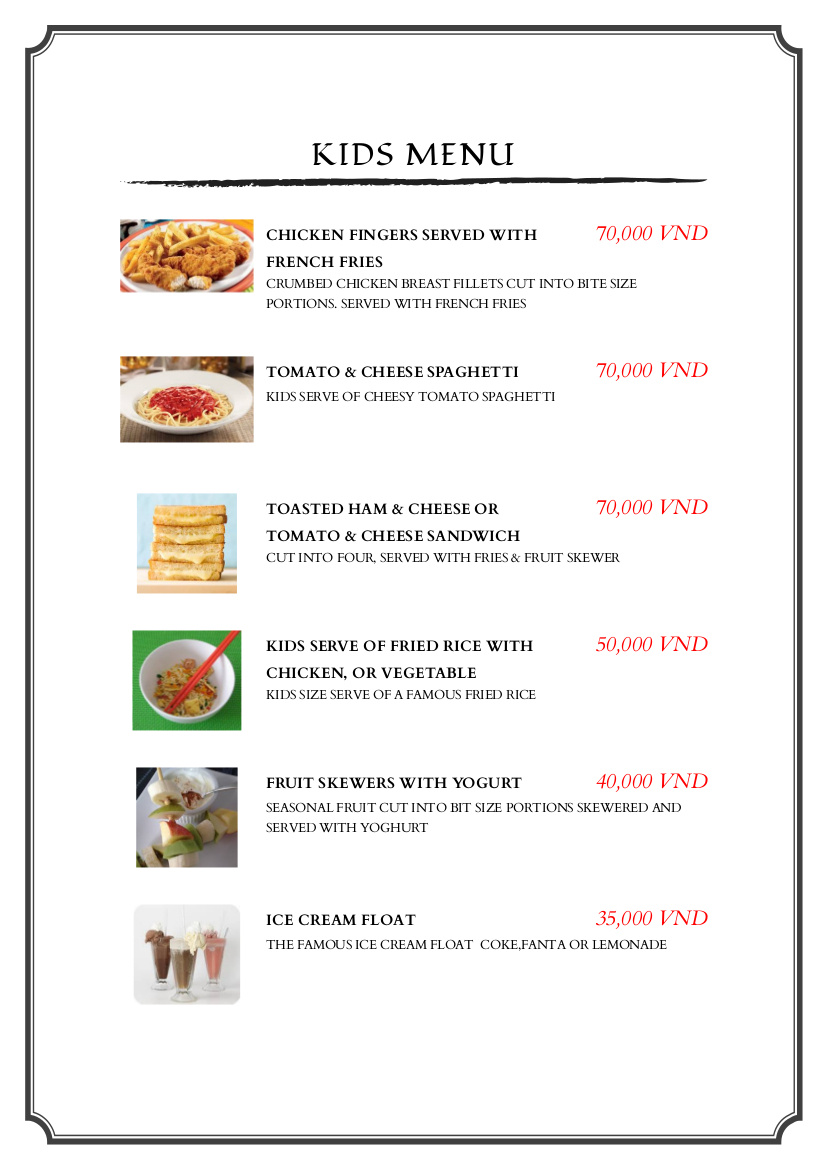 KIDS MENU
CHICKEN FINGERS SERVED WITH 70,000 VND
FRENCH FRIES
CRUMBED CHICKEN BREAST FILLETS CUT INTO BITE SIZE
PORTIONS. SERVED WITH FRENCH FRIES
TOMATO & CHEESE SPAGHETTI 70,000 VND
KIDS SERVE OF CHEESY TOMATO SPAGHETTI
TOASTED HAM & CHEESE OR 70,000 VND
TOMATO & CHEESE SANDWICH
CUT INTO FOUR, SERVED WITH FRIES & FRUIT SKEWER
KIDS SERVE OF FRIED RICE WITH 50,000 VND
CHICKEN, OR VEGETABLE
KIDS SIZE SERVE OF A FAMOUS FRIED RICE
FRUIT SKEWERS WITH YOGURT 40,000 VND
SEASONAL FRUIT CUT INTO BIT SIZE PORTIONS SKEWERED AND
SERVED WITH YOGHURT
ICE CREAM FLOAT 35,000 VND
THE FAMOUS ICE CREAM FLOAT  COKE,FANTA OR LEMONADE